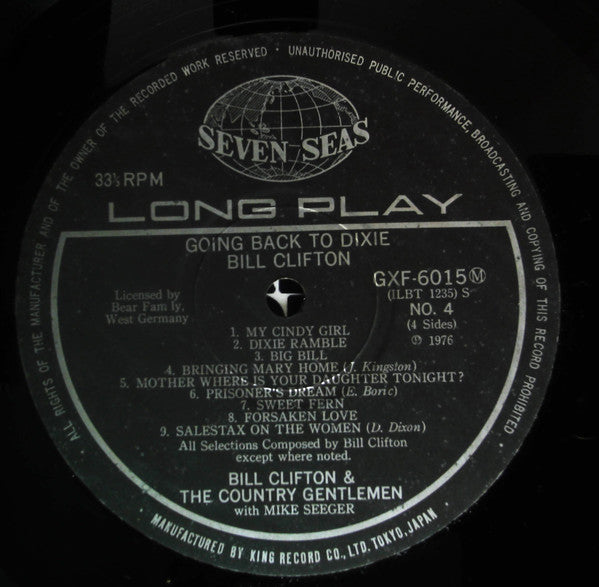 · ALL RIGHTS OF THE MANUFACTURER AND OF THE OWNER OF THE RECORDED WORK RESERVED · UNAUTHORISED PUBLIC PERFORMANCE, BROADCASTING AND COPYING OF THIS RECORD PROHIBITED ·
SEVEN SEAS
33⅓ RPM
LONG PLAY
GOING BACK TO DIXIE
BILL CLIFTON
GXF-6015 Ⓜ
(ILBT 1235) S
NO. 4
(4 Sides)
Ⓟ 1976
Licensed by
Bear Family,
West Germany
1. MY CINDY GIRL
2. DIXIE RAMBLE
3. BIG BILL
4. BRINGING MARY HOME (J. Kingston)
5. MOTHER WHERE IS YOUR DAUGHTER TONIGHT?
6. PRISONER'S DREAM (E. Boric)
7. SWEET FERN
8. FORSAKEN LOVE
9. SALESTAX ON THE WOMEN (D. Dixon)
All Selections Composed by Bill Clifton
except where noted.
BILL CLIFTON &
THE COUNTRY GENTLEMEN
with MIKE SEEGER
· MANUFACTURED BY KING RECORD CO., LTD. TOKYO, JAPAN ·